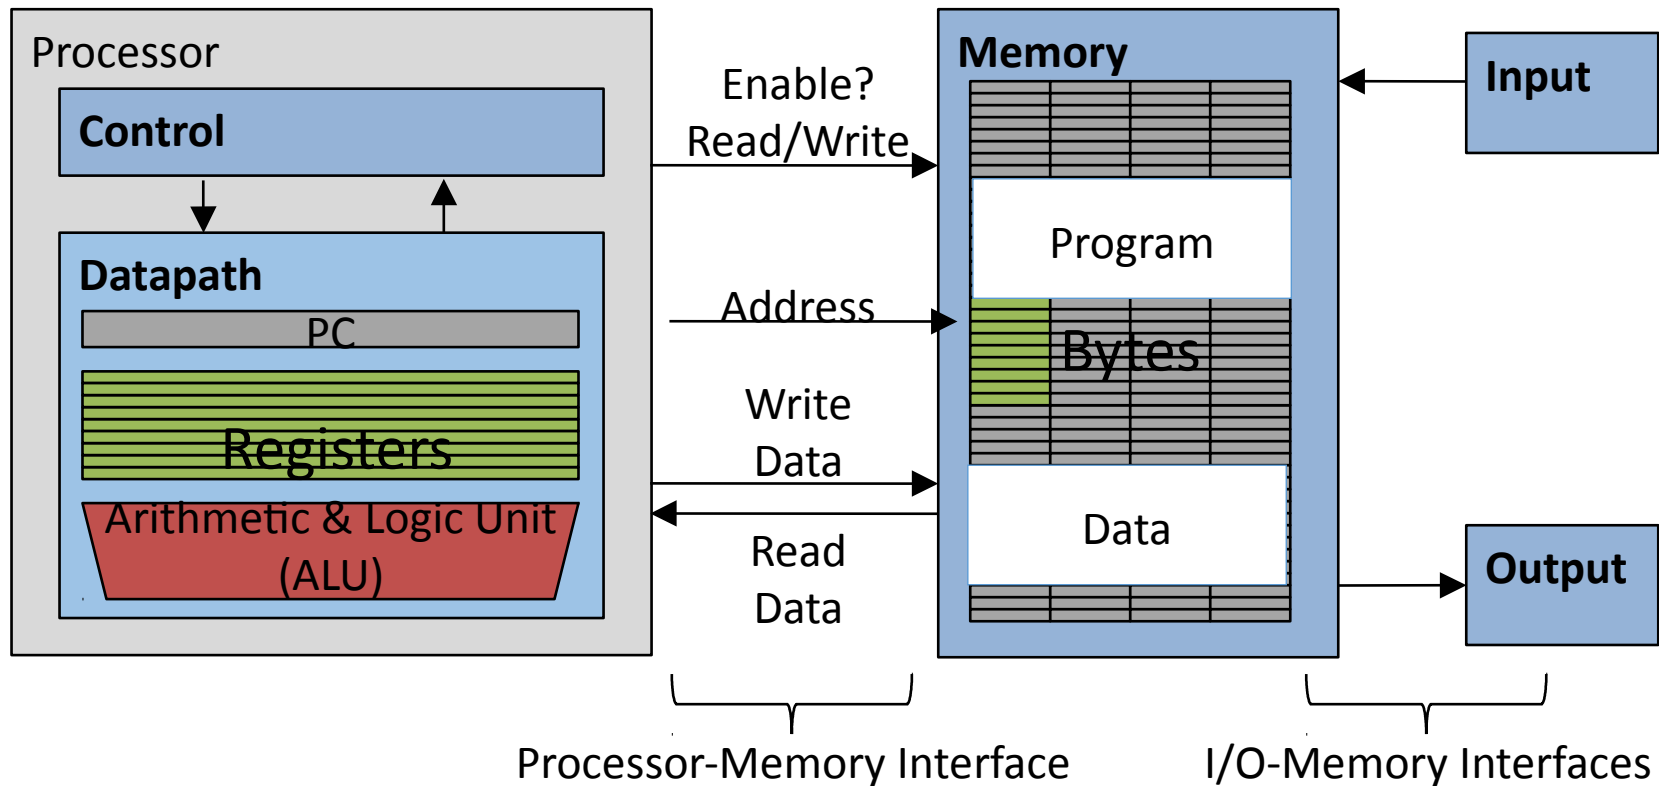 Processor
Control
Datapath
PC
Registers
Arithmetic & Logic Unit
(ALU)
Enable?
Read/Write
Address
Write
Data
Read
Data
Memory
Program
Bytes
Data
Input
Output
Processor-Memory Interface
I/O-Memory Interfaces